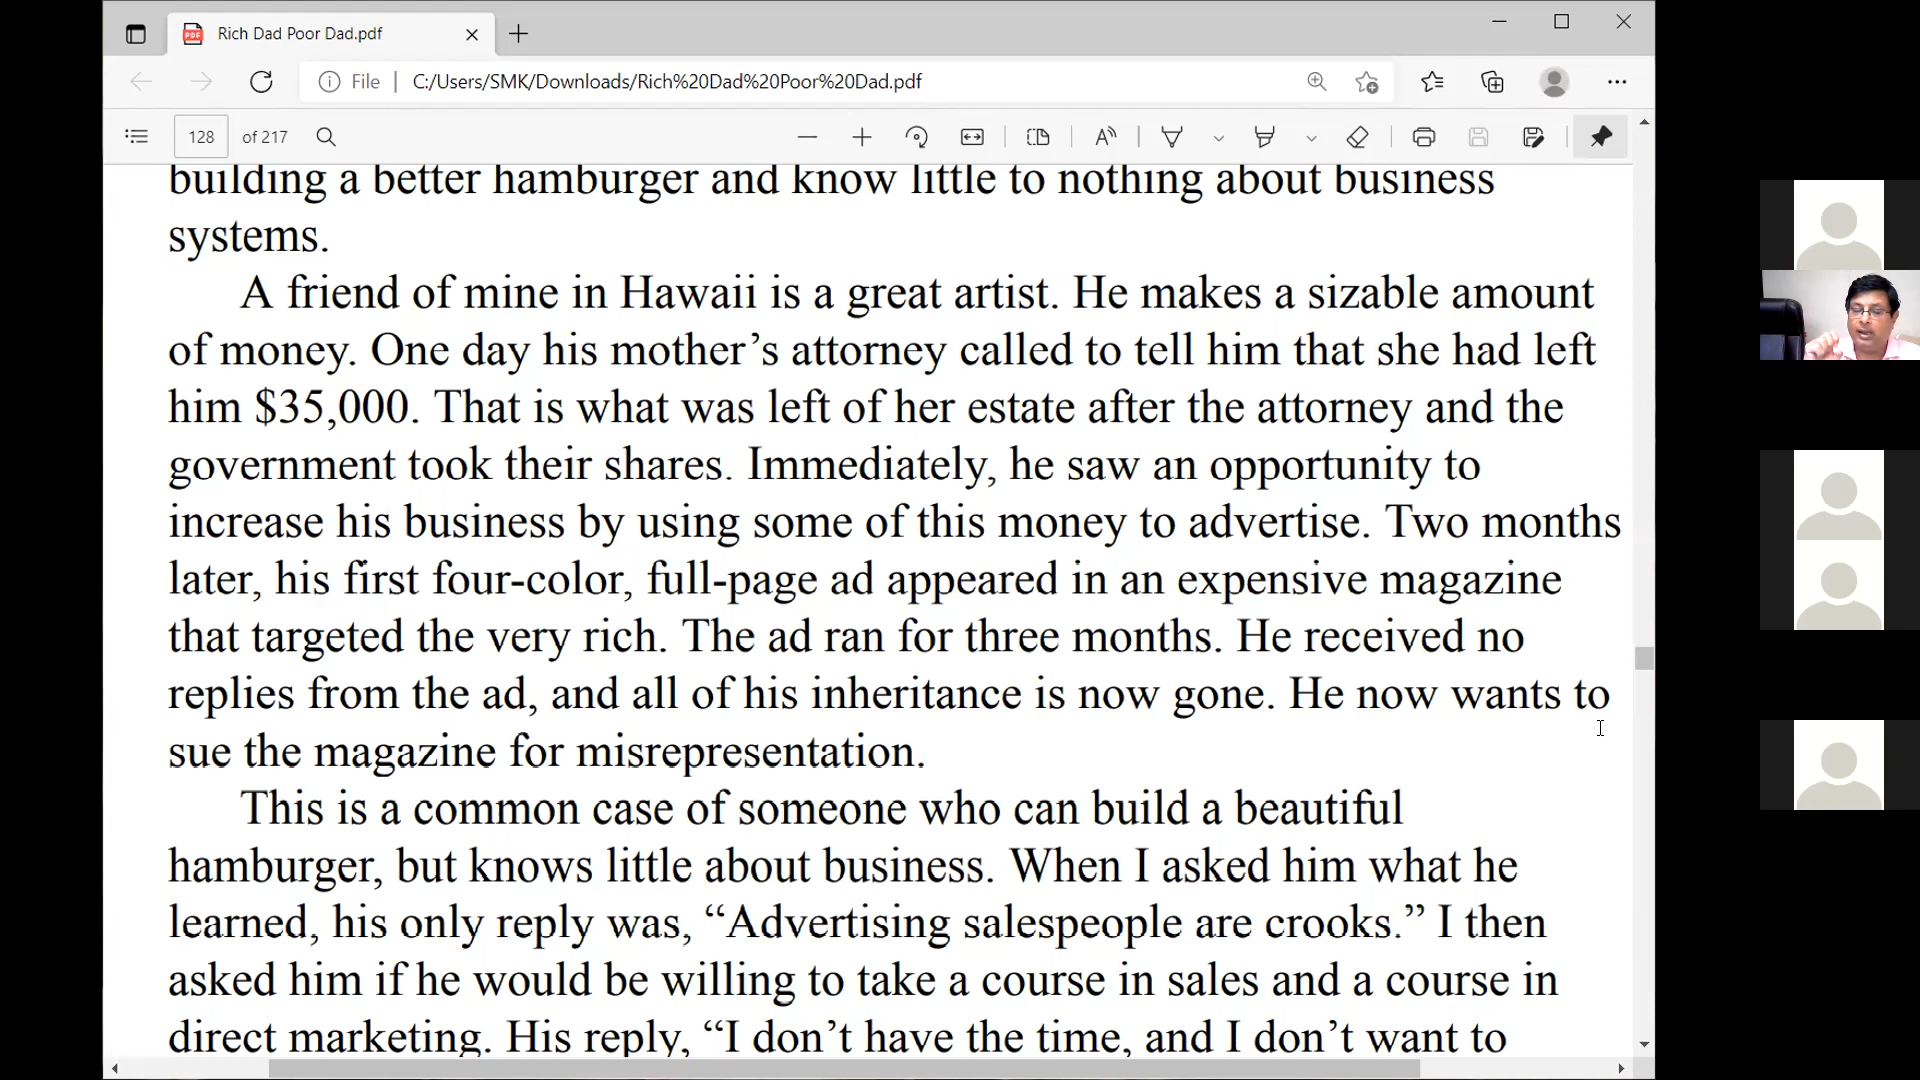 Rich Dad Poor Dad.pdf
File
C:/Users/SMK/Downloads/Rich%20Dad%20Poor%20Dad.pdf
128 of 217
building a better hamburger and know little to nothing about business
systems.
A friend of mine in Hawaii is a great artist. He makes a sizable amount
of money. One day his mother’s attorney called to tell him that she had left
him $35,000. That is what was left of her estate after the attorney and the
government took their shares. Immediately, he saw an opportunity to
increase his business by using some of this money to advertise. Two months
later, his first four-color, full-page ad appeared in an expensive magazine
that targeted the very rich. The ad ran for three months. He received no
replies from the ad, and all of his inheritance is now gone. He now wants to
sue the magazine for misrepresentation.
This is a common case of someone who can build a beautiful
hamburger, but knows little about business. When I asked him what he
learned, his only reply was, “Advertising salespeople are crooks.” I then
asked him if he would be willing to take a course in sales and a course in
direct marketing. His reply, “I don’t have the time, and I don’t want to